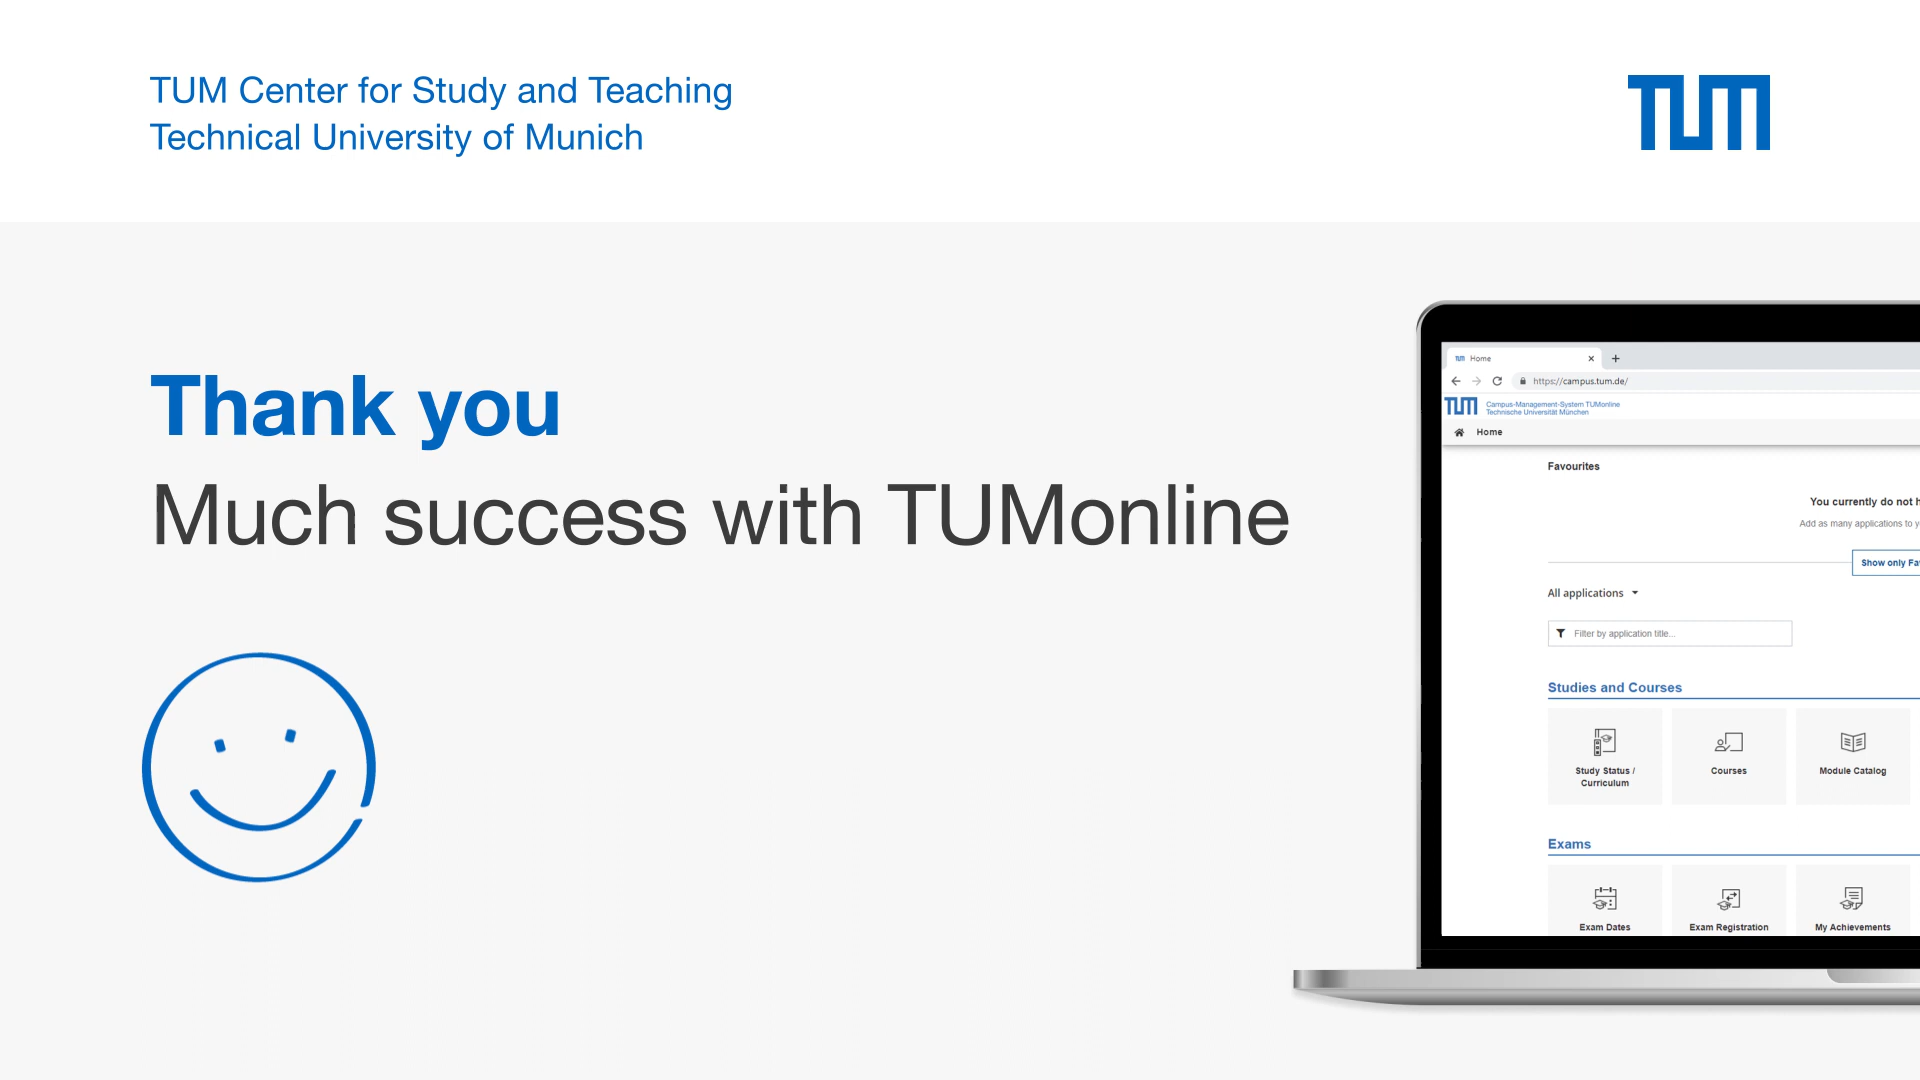 TUM Center for Study and Teaching
Technical University of Munich
TUM
Thank you
Much success with TUMonline
TUM Home
https://campus.tum.de/
TUM
Campus-Management-System TUMonline
Technische Universität München
Home
Favourites
You currently do not h
Add as many applications to y
Show only Fa
All applications
Filter by application title...
Studies and Courses
Study Status /
Curriculum
Courses
Module Catalog
Exams
Exam Dates
Exam Registration
My Achievements